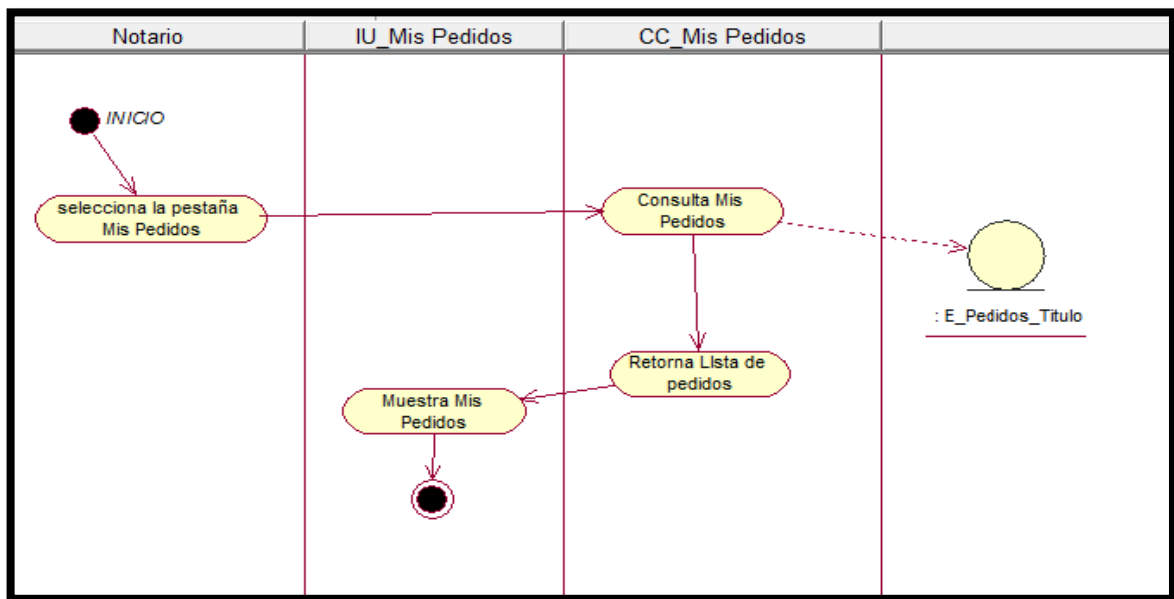 Notario
IU_Mis Pedidos
CC_Mis Pedidos
INICIO
selecciona la pestaña
Mis Pedidos
Consulta Mis
Pedidos
: E_Pedidos_Titulo
Retorna LIsta de
pedidos
Muestra Mis
Pedidos